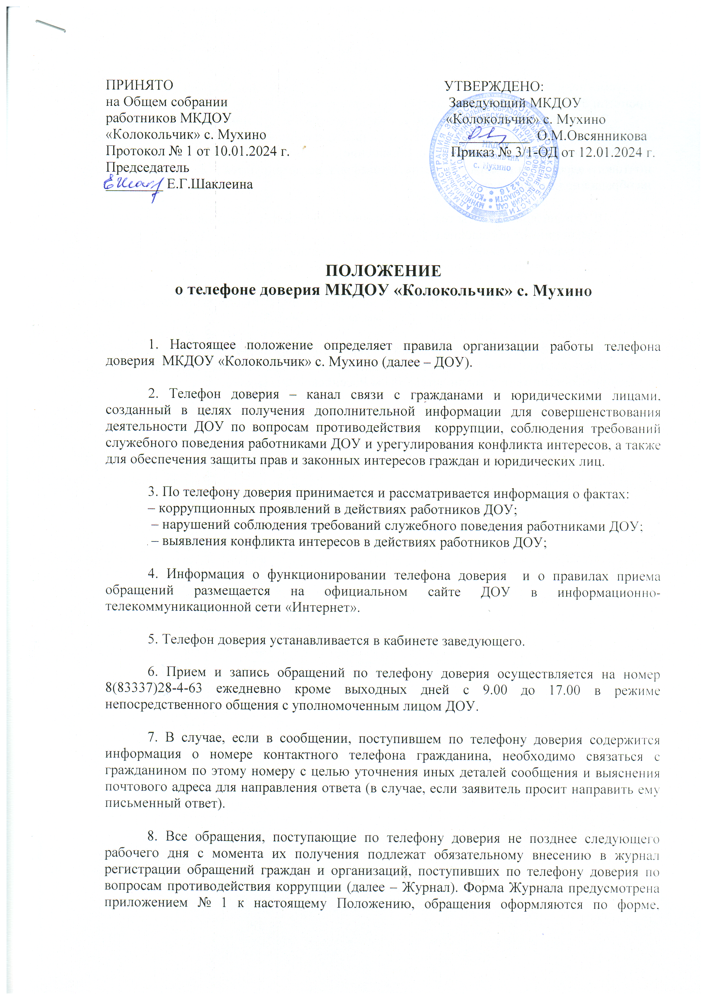 ПРИНЯТО
на Общем собрании
работников МКДОУ
«Колокольчик» с. Мухино
Протокол № 1 от 10.01.2024 г.
Председатель
Е.Г.Шаклеина
УТВЕРЖДЕНО:
Заведующий МКДОУ
«Колокольчик» с. Мухино
О.М.Овсянникова
Приказ № 3/1-ОД от 12.01.2024 г.
МКДОУ
с. Мухино
ПОЛОЖЕНИЕ
о телефоне доверия МКДОУ «Колокольчик» с. Мухино
1. Настоящее положение определяет правила организации работы телефона
доверия МКДОУ «Колокольчик» с. Мухино (далее – ДОУ).
2. Телефон доверия – канал связи с гражданами и юридическими лицами,
созданный в целях получения дополнительной информации для совершенствования
деятельности ДОУ по вопросам противодействия коррупции, соблюдения требований
служебного поведения работниками ДОУ и урегулирования конфликта интересов, а также
для обеспечения защиты прав и законных интересов граждан и юридических лиц.
3. По телефону доверия принимается и рассматривается информация о фактах:
– коррупционных проявлений в действиях работников ДОУ;
– нарушений соблюдения требований служебного поведения работниками ДОУ;
– выявления конфликта интересов в действиях работников ДОУ;
4. Информация о функционировании телефона доверия и о правилах приема
обращений размещается на официальном сайте ДОУ в информационно-
телекоммуникационной сети «Интернет».
5. Телефон доверия устанавливается в кабинете заведующего.
6. Прием и запись обращений по телефону доверия осуществляется на номер
8(83337)28-4-63 ежедневно кроме выходных дней с 9.00 до 17.00 в режиме
непосредственного общения с уполномоченным лицом ДОУ.
7. В случае, если в сообщении, поступившем по телефону доверия содержится
информация о номере контактного телефона гражданина, необходимо связаться с
гражданином по этому номеру с целью уточнения иных деталей сообщения и выяснения
почтового адреса для направления ответа (в случае, если заявитель просит направить ему
письменный ответ).
8. Все обращения, поступающие по телефону доверия не позднее следующего
рабочего дня с момента их получения подлежат обязательному внесению в журнал
регистрации обращений граждан и организаций, поступивших по телефону доверия по
вопросам противодействия коррупции (далее – Журнал). Форма Журнала предусмотрена
приложением № 1 к настоящему Положению, обращения оформляются по форме,